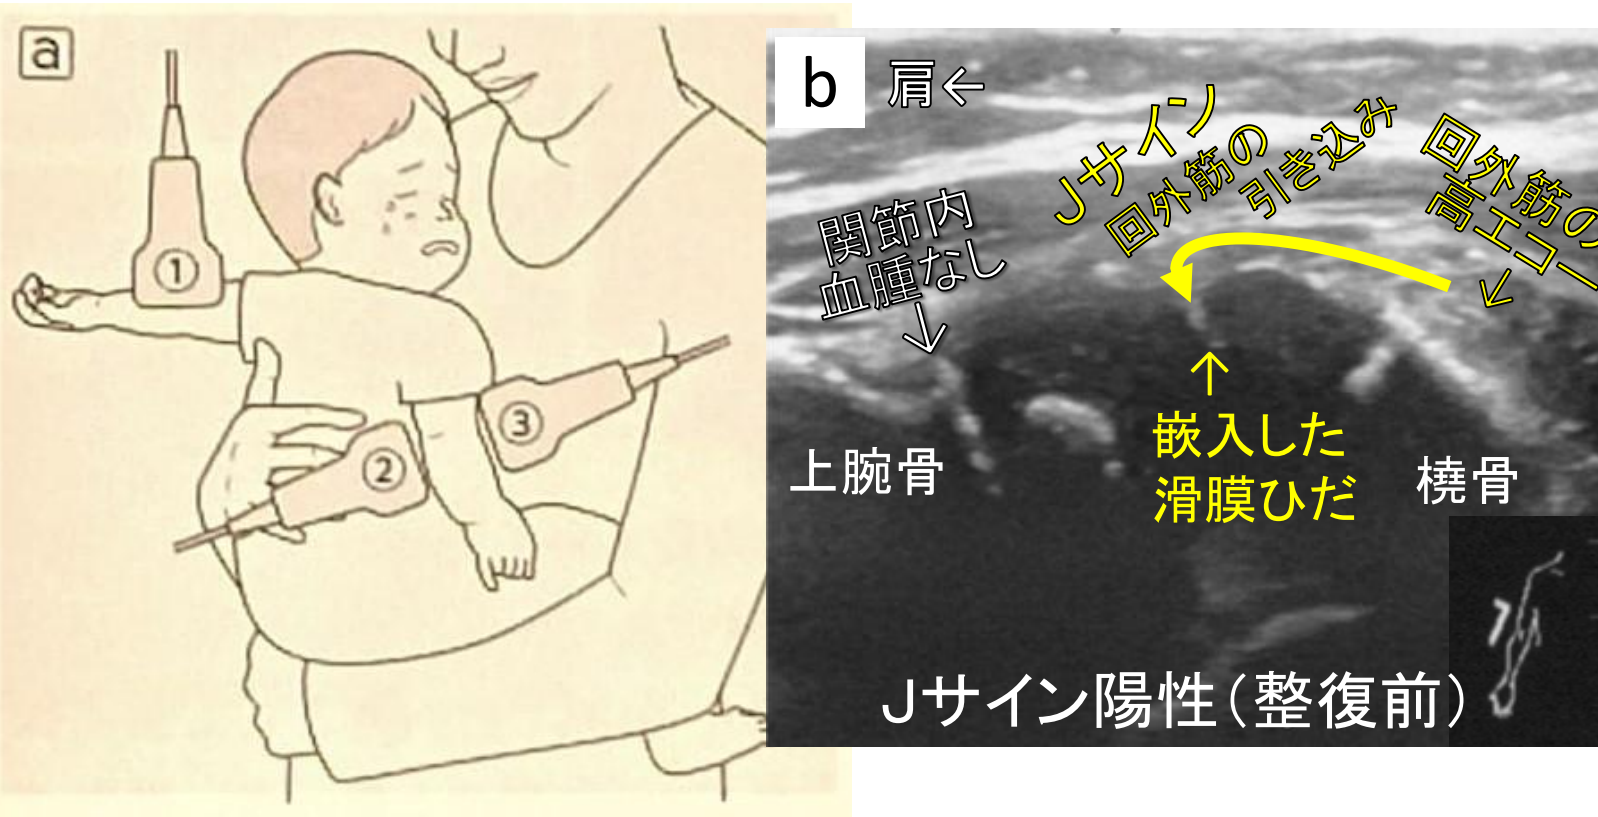 a
①
②
③
b
肩←
Jサイン
回外筋の
引き込み
回外筋の
高エコー
↓
関節内
血腫なし
↓
↑
嵌入した
滑膜ひだ
上腕骨
橈骨
Jサイン陽性（整復前）